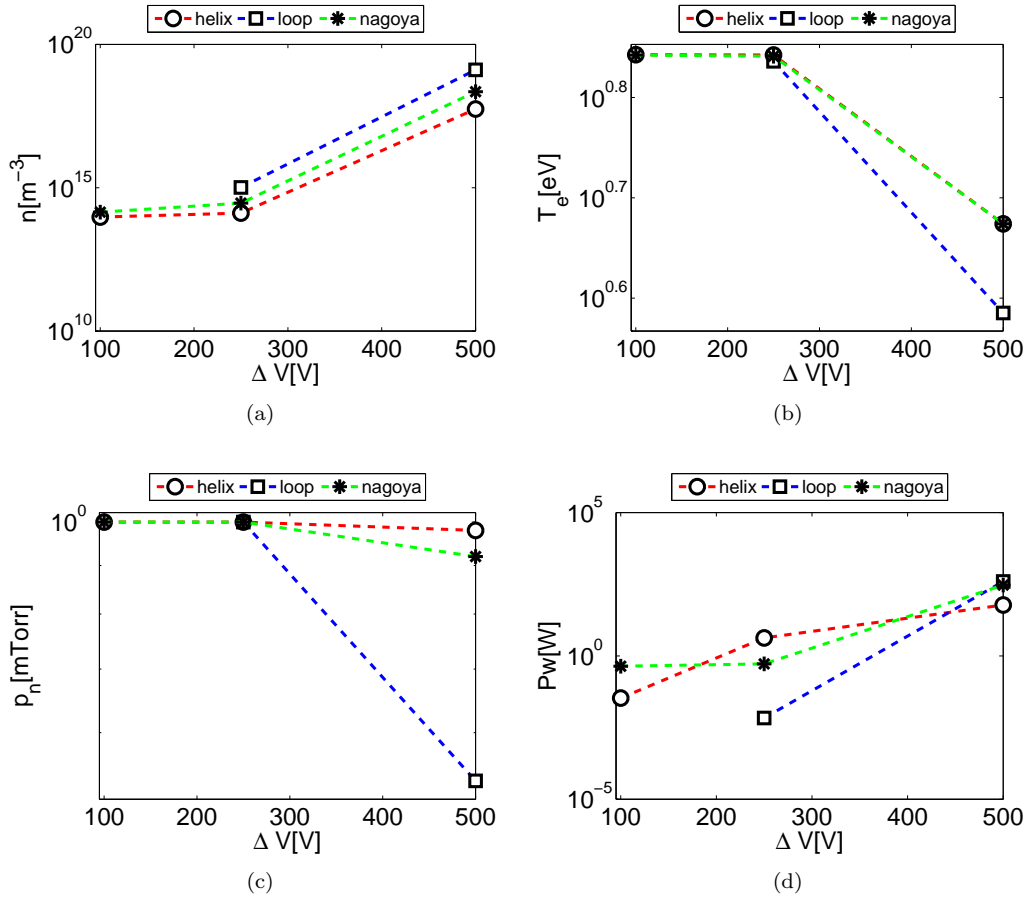 helix loop nagoya
10^20
10^15
10^10
n[m^-3]
100 200 300 400 500
Δ V[V]
(a)
helix loop nagoya
10^0.8
10^0.7
10^0.6
T_e[eV]
100 200 300 400 500
Δ V[V]
(b)
helix loop nagoya
10^0
p_n[mTorr]
100 200 300 400 500
Δ V[V]
(c)
helix loop nagoya
10^5
10^0
10^-5
Pw[W]
100 200 300 400 500
Δ V[V]
(d)